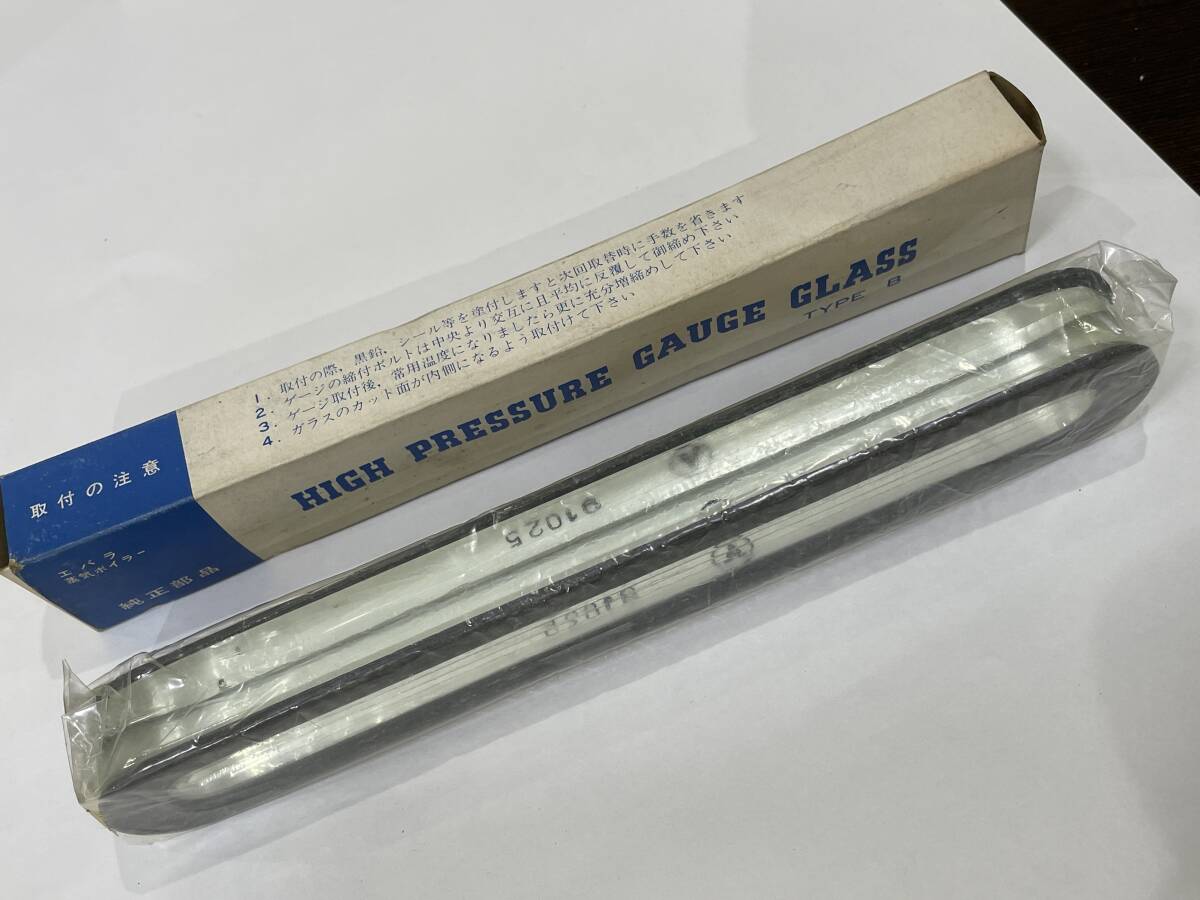 取付の注意
エバラ
蒸気ボイラー
純正部品
1. 取付の際、黒鉛、シール等を塗付しますと次回取替時に手数を省きます
2. ゲージの締付ボルトは中央より交互に且平均に反覆して御締め下さい
3. ゲージ取付後、常用温度になりましたら更に充分増締めして下さい
4. ガラスのカット面が内側になるよう取付けて下さい
HIGH PRESSURE GAUGE GLASS
TYPE B
91025